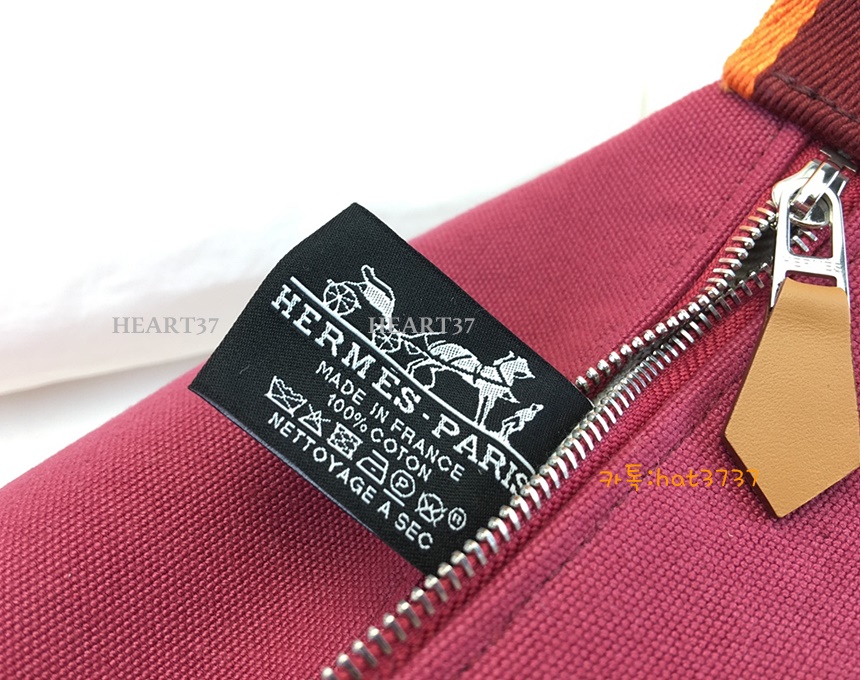 HEART37 HEART37
HERMES-PARIS
MADE IN FRANCE
100% COTON
®
NETTOYAGE A SEC
카톡:hat3737